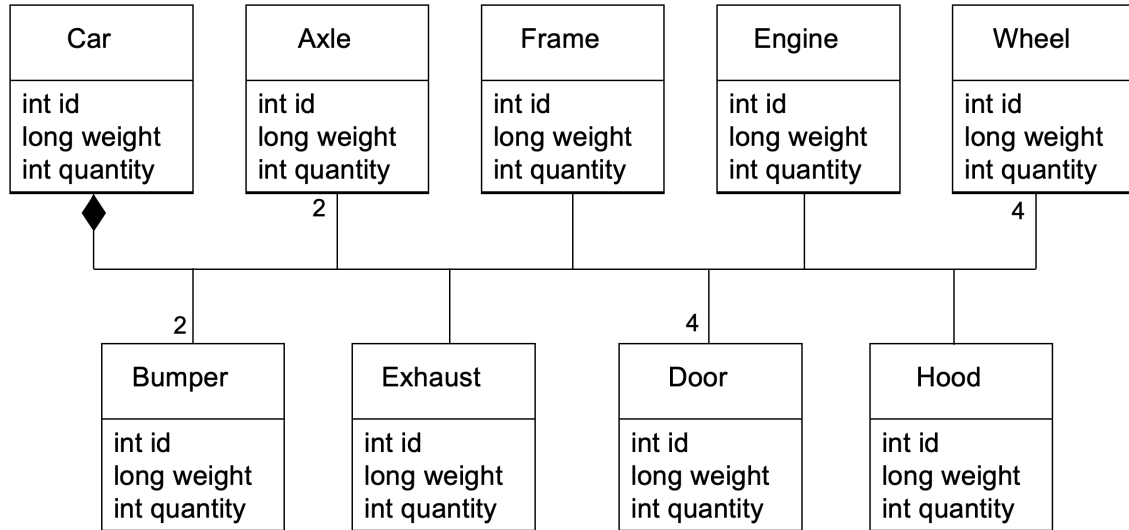 Car
int id
long weight
int quantity
Axle
int id
long weight
int quantity
Frame
int id
long weight
int quantity
Engine
int id
long weight
int quantity
Wheel
int id
long weight
int quantity
2
4
2
4
Bumper
int id
long weight
int quantity
Exhaust
int id
long weight
int quantity
Door
int id
long weight
int quantity
Hood
int id
long weight
int quantity